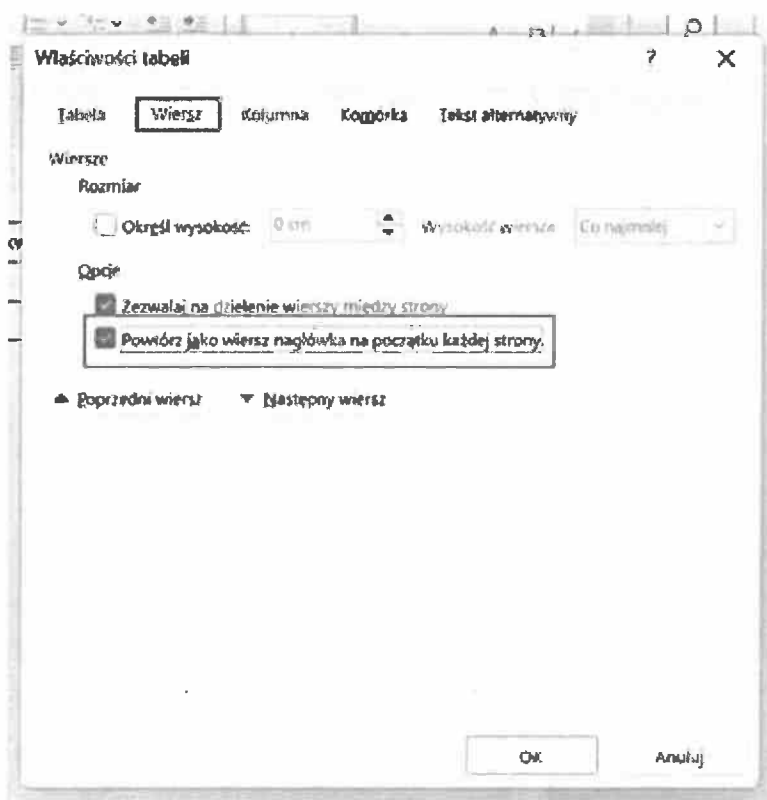 Właściwości tabeli ?
Tabela Wiersz Kolumna Komórka Tekst alternatywny
Wiersze
Rozmiar
Określ wysokość: 0 cm Wysokość wiersza Co najmniej
Opcje
Zezwalaj na dzielenie wierszy między strony
Powtórz jako wiersz nagłówka na początku każdej strony.
Poprzedni wiersz Następny wiersz
OK Anuluj